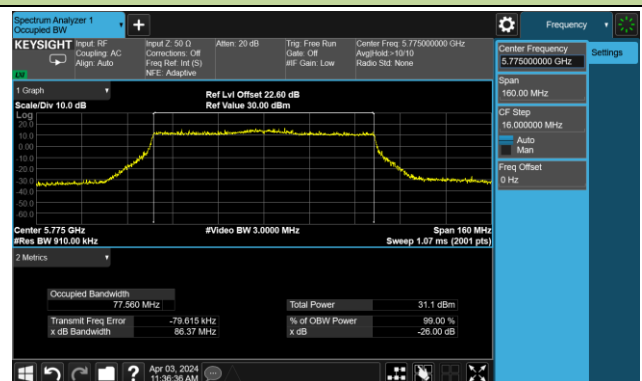 Spectrum Analyzer 1
Occupied BW
+
Frequency
KEYSIGHT
Input: RF
Coupling: AC
Align: Auto
Input Z: 50 Ω
Corrections: Off
Freq Ref: Int (S)
NFE: Adaptive
Atten: 20 dB
Trig: Free Run
Gate: Off
#IF Gain: Low
Center Freq: 5.775000000 GHz
Avg|Hold:>10/10
Radio Std: None
Center Frequency
5.775000000 GHz
Settings
Span
160.00 MHz
CF Step
16.000000 MHz
Auto
Man
Freq Offset
0 Hz
1 Graph
Scale/Div 10.0 dB
Ref Lvl Offset 22.60 dB
Ref Value 30.00 dBm
Log
20.0
10.0
0.00
-10.0
-20.0
-30.0
-40.0
-50.0
-60.0
Center 5.775 GHz
#Res BW 910.00 kHz
#Video BW 3.0000 MHz
Span 160 MHz
Sweep 1.07 ms (2001 pts)
2 Metrics
Occupied Bandwidth
77.560 MHz
Transmit Freq Error -79.615 kHz
x dB Bandwidth 86.37 MHz
Total Power 31.1 dBm
% of OBW Power 99.00 %
x dB -26.00 dB
?
Apr 03, 2024
11:36:36 AM